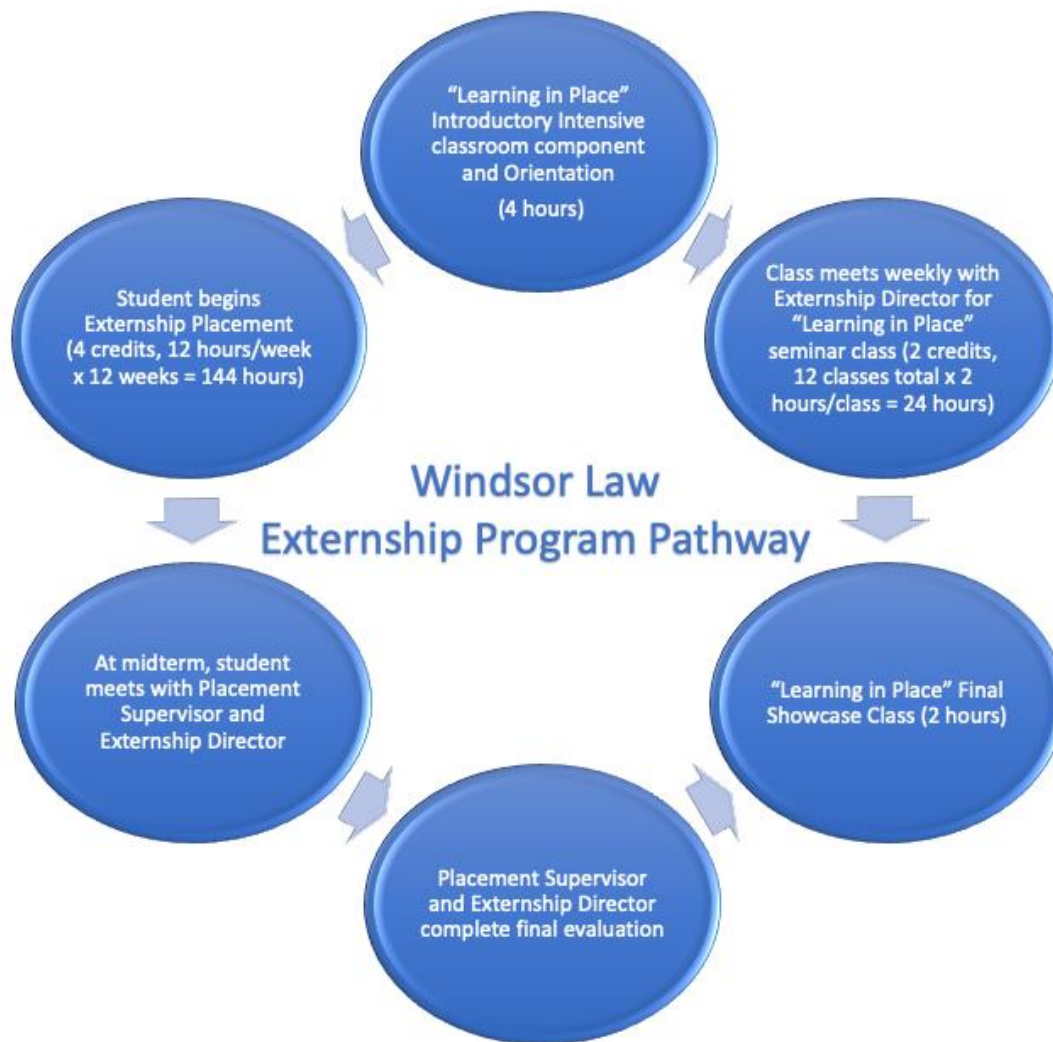 “Learning in Place”
Introductory Intensive
classroom component
and Orientation
(4 hours)
Student begins
Externship Placement
(4 credits, 12 hours/week
x 12 weeks = 144 hours)
Class meets weekly with
Externship Director for
“Learning in Place”
seminar class (2 credits,
12 classes total x 2
hours/class = 24 hours)
Windsor Law
Externship Program Pathway
At midterm, student
meets with Placement
Supervisor and
Externship Director
“Learning in Place” Final
Showcase Class (2 hours)
Placement Supervisor
and Externship Director
complete final evaluation